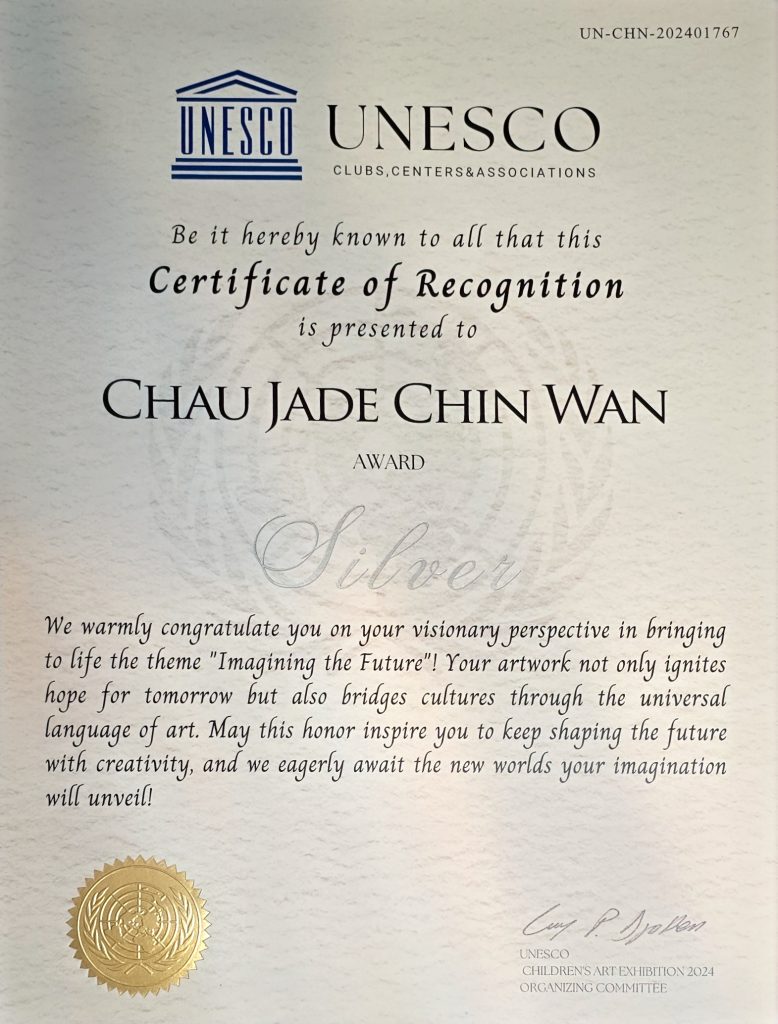 UN-CHN-202401767
UNESCO
UNESCO
CLUBS,CENTERS&ASSOCIATIONS
Be it hereby known to all that this
Certificate of Recognition
is presented to
CHAU JADE CHIN WAN
AWARD
Silver
We warmly congratulate you on your visionary perspective in bringing
to life the theme "Imagining the Future"! Your artwork not only ignites
hope for tomorrow but also bridges cultures through the universal
language of art. May this honor inspire you to keep shaping the future
with creativity, and we eagerly await the new worlds your imagination
will unveil!
UNESCO
CHILDREN'S ART EXHIBITION 2024
ORGANIZING COMMITTEE